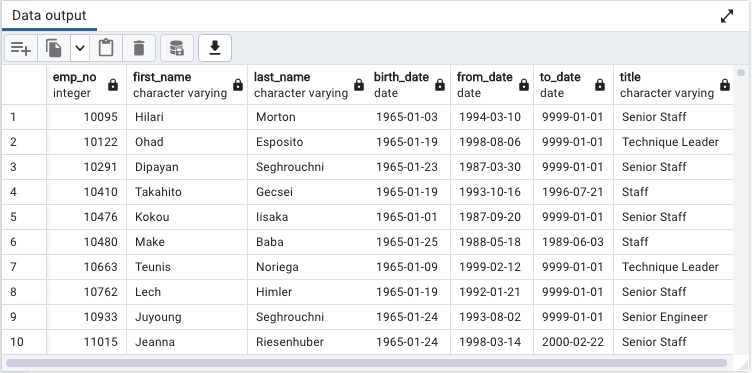 Data output
emp_no integer first_name character varying last_name character varying birth_date date from_date date to_date date title character varying
1 10095 Hilari Morton 1965-01-03 1994-03-10 9999-01-01 Senior Staff
2 10122 Ohad Esposito 1965-01-19 1998-08-06 9999-01-01 Technique Leader
3 10291 Dipayan Seghrouchni 1965-01-23 1987-03-30 9999-01-01 Senior Staff
4 10410 Takahito Gecsei 1965-01-19 1993-10-16 1996-07-21 Staff
5 10476 Kokou Iisaka 1965-01-01 1987-09-20 9999-01-01 Senior Staff
6 10480 Make Baba 1965-01-25 1988-05-18 1989-06-03 Staff
7 10663 Teunis Noriega 1965-01-09 1999-02-12 9999-01-01 Technique Leader
8 10762 Lech Himler 1965-01-19 1992-01-21 9999-01-01 Senior Staff
9 10933 Juyoung Seghrouchni 1965-01-24 1993-08-02 9999-01-01 Senior Engineer
10 11015 Jeanna Riesenhuber 1965-01-24 1998-03-14 2000-02-22 Senior Staff